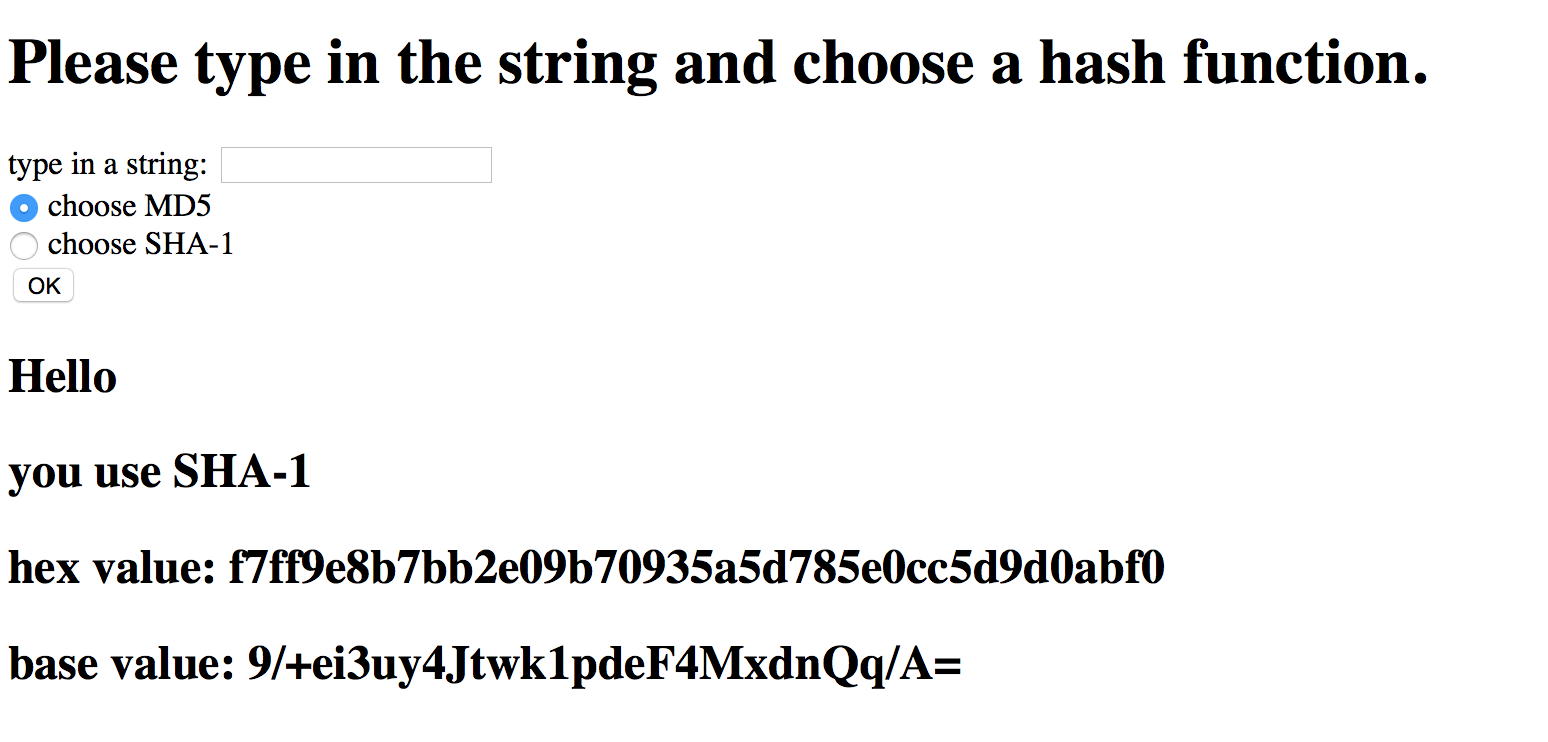 Please type in the string and choose a hash function.
type in a string:
choose MD5
choose SHA-1
OK
Hello
you use SHA-1
hex value: f7ff9e8b7bb2e09b70935a5d785e0cc5d9d0abf0
base value: 9/+ei3uy4Jtwk1pdeF4MxdnQq/A=